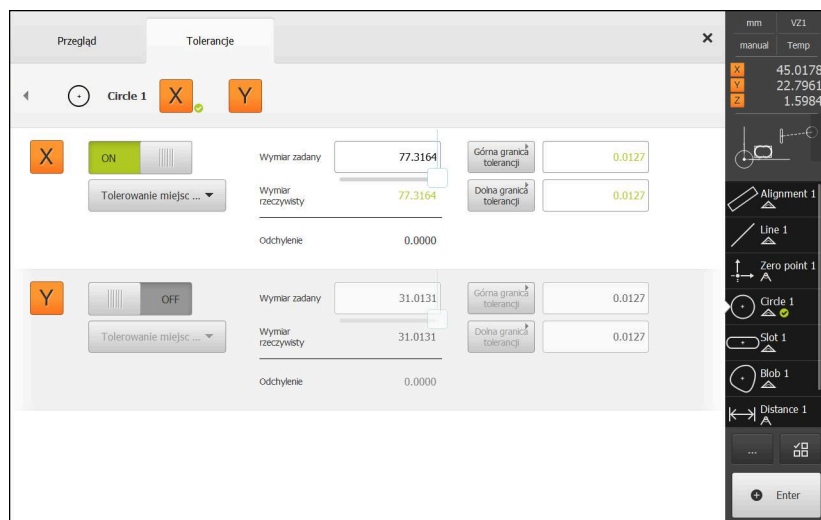 Przegląd
Tolerancje
×
Circle 1
X
Y
X
ON
Wymiar zadany
77.3164
Górna granica
tolerancji
0.0127
Tolerowanie miejsc ...
Wymiar
rzeczywisty
77.3164
Dolna granica
tolerancji
0.0127
Odchylenie
0.0000
Y
OFF
Wymiar zadany
31.0131
Górna granica
tolerancji
0.0127
Tolerowanie miejsc ...
Wymiar
rzeczywisty
31.0131
Dolna granica
tolerancji
0.0127
Odchylenie
0.0000
mm VZ1
manual Temp
X 45.0178
Y 22.7961
Z 1.5984
Alignment 1
Line 1
Zero point 1
Circle 1
Slot 1
Blob 1
Distance 1
...
Enter